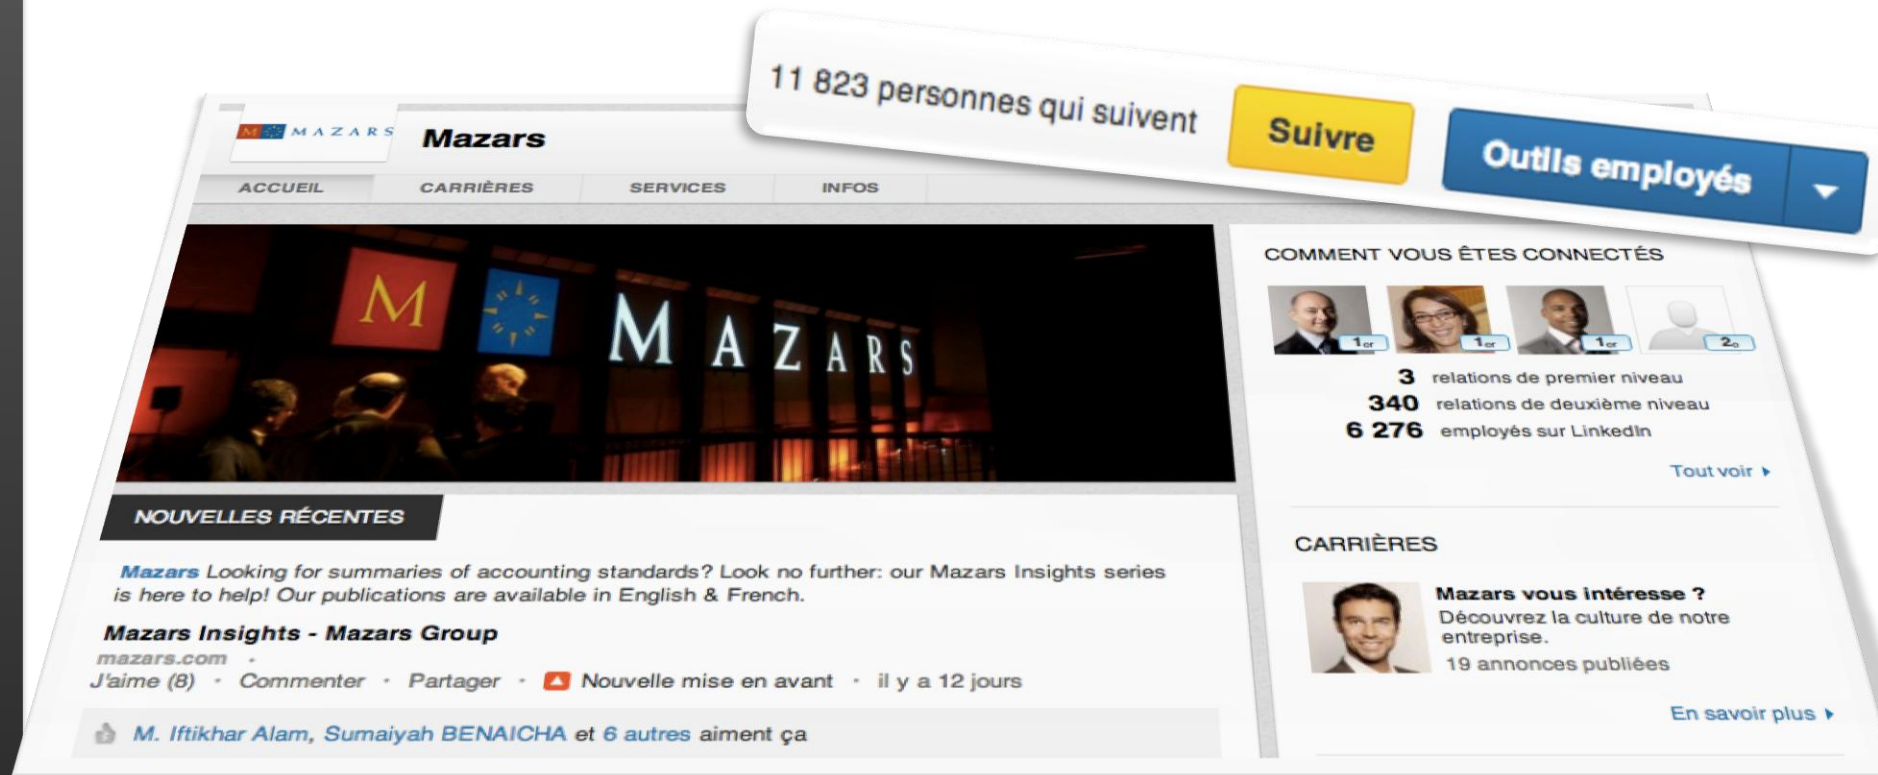 11 823 personnes qui suivent
Suivre
Outils employés
M MAZARS
Mazars
ACCUEIL
CARRIÈRES
SERVICES
INFOS
M MAZARS
COMMENT VOUS ÊTES CONNECTÉS
1er
1er
1er
2e
3 relations de premier niveau
340 relations de deuxième niveau
6 276 employés sur LinkedIn
Tout voir
NOUVELLES RÉCENTES
Mazars Looking for summaries of accounting standards? Look no further: our Mazars Insights series
is here to help! Our publications are available in English & French.
Mazars Insights - Mazars Group
mazars.com
J'aime (8) · Commenter · Partager · Nouvelle mise en avant · il y a 12 jours
M. Iftikhar Alam, Sumaiyah BENAICHA et 6 autres aiment ça
CARRIÈRES
Mazars vous intéresse ?
Découvrez la culture de notre
entreprise.
19 annonces publiées
En savoir plus